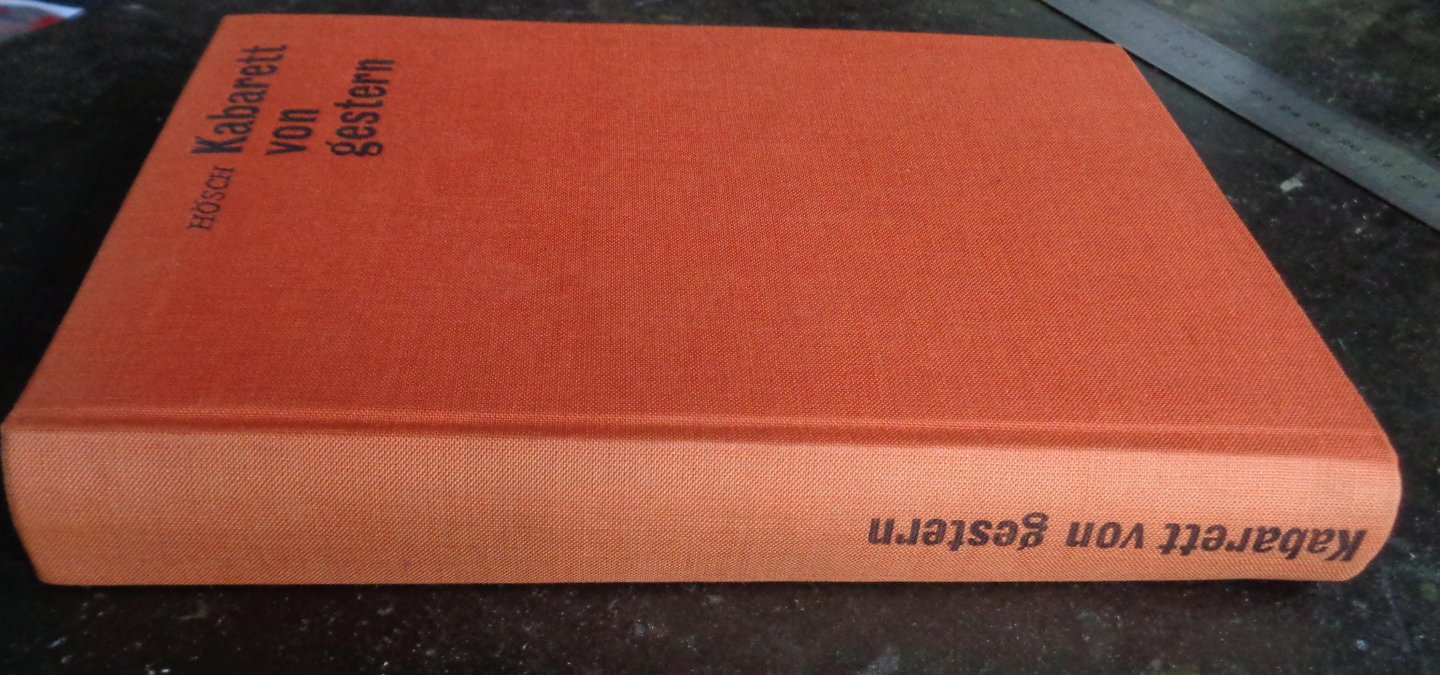 HÖSCH
Kabarett
von
gestern
Kabarett von gestern